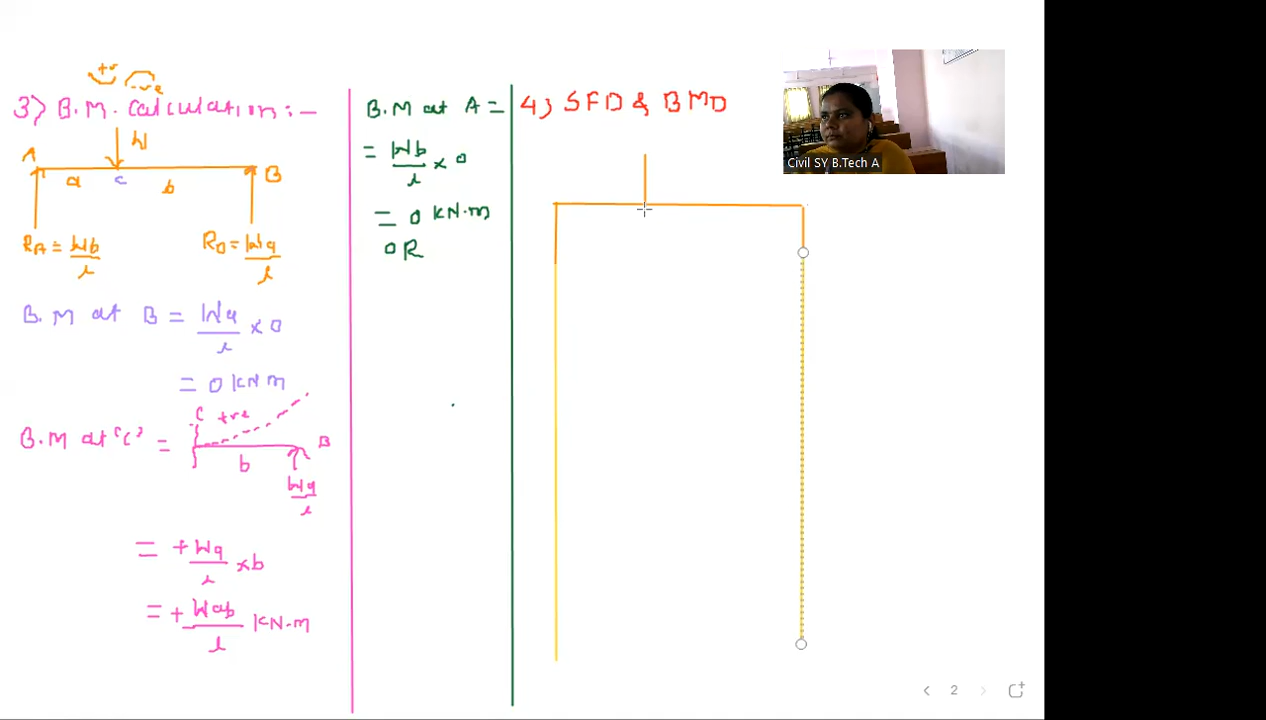 +ve -ve
3) B.M. Calculation :-
W
A B
a c b
RA = Wb/l RB = Wa/l
B.M at B = Wa/l × 0
= 0 kN m
C +ve
B.M at 'C' = B
b
Wa/l
= + Wa/l × b
= + Wab/l kN.m
B.M at A =
= Wb/l × 0
= 0 kN.m
OR
4) SFD & BMD
Civil SY B.Tech A
2